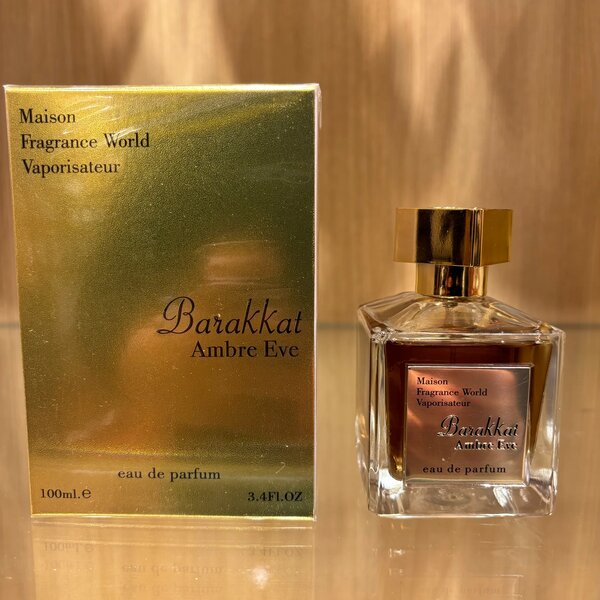 Maison
Fragrance World
Vaporisateur
Barakkat
Ambre Eve
eau de parfum
100ml.e
3.4Fl.OZ
Maison
Fragrance World
Vaporisateur
Barakkat
Ambre Eve
eau de parfum